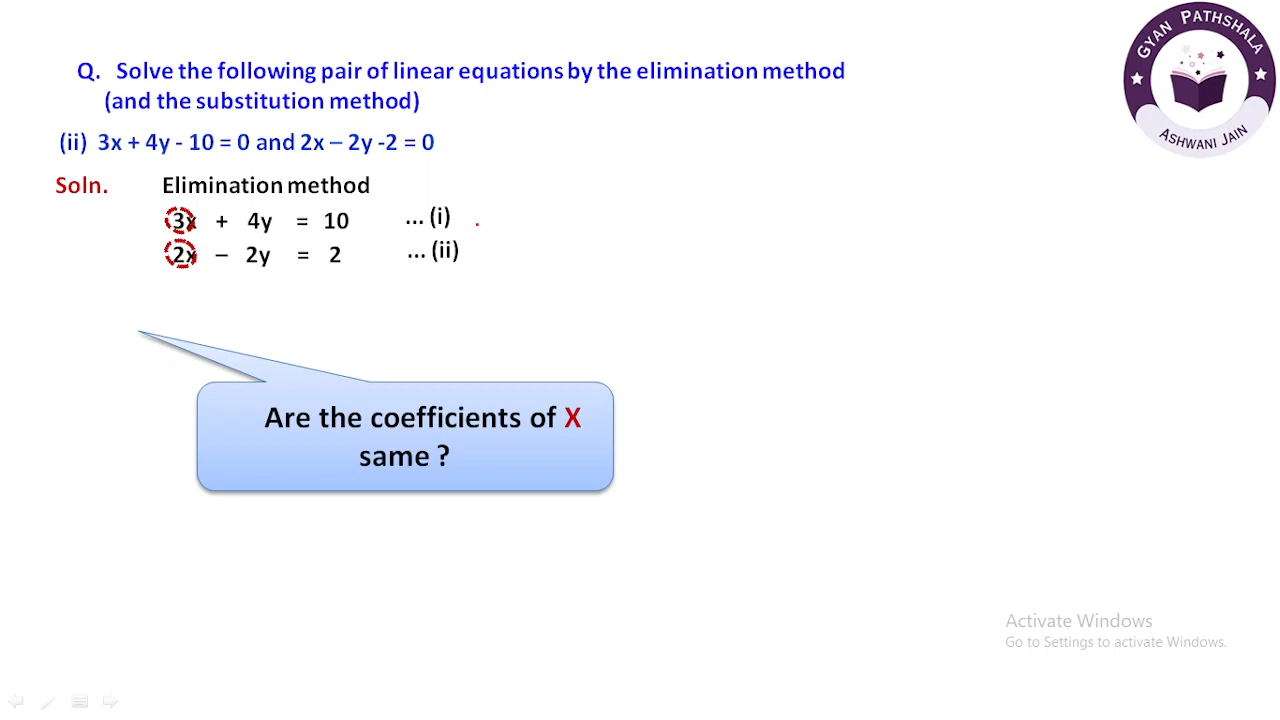 GYAN PATHSHALA
ASHWANI JAIN
Q. Solve the following pair of linear equations by the elimination method
(and the substitution method)
(ii) 3x + 4y - 10 = 0 and 2x – 2y -2 = 0
Soln. Elimination method
3x + 4y = 10 ... (i) .
2x – 2y = 2 ... (ii)
Are the coefficients of X
same ?
Activate Windows
Go to Settings to activate Windows.